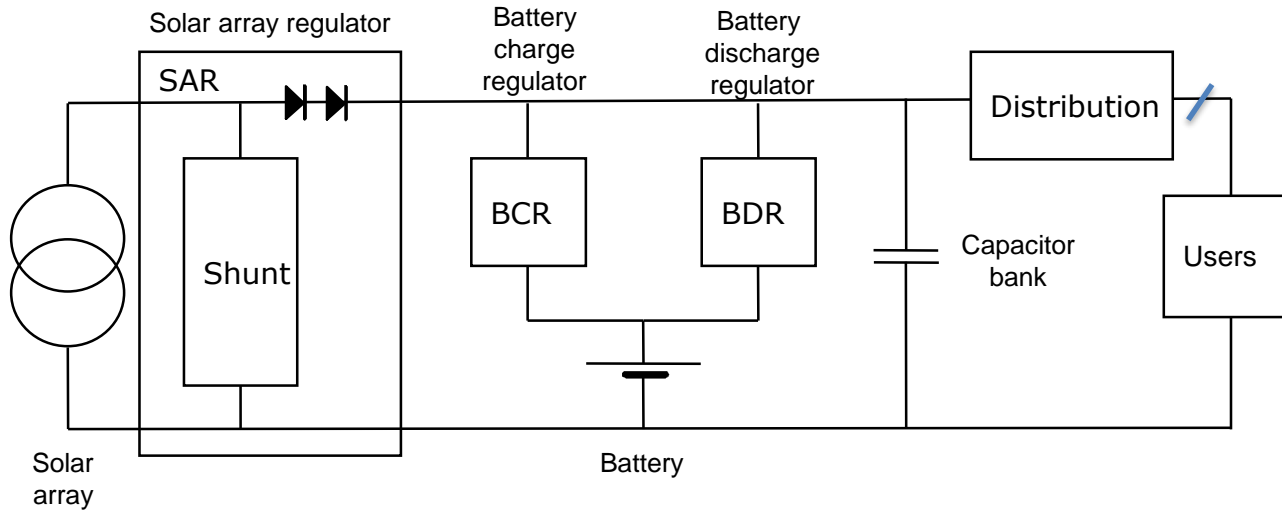 Solar array regulator
Battery
charge
regulator
Battery
discharge
regulator
SAR
Distribution
BCR
BDR
Shunt
Capacitor
bank
Users
Solar
array
Battery